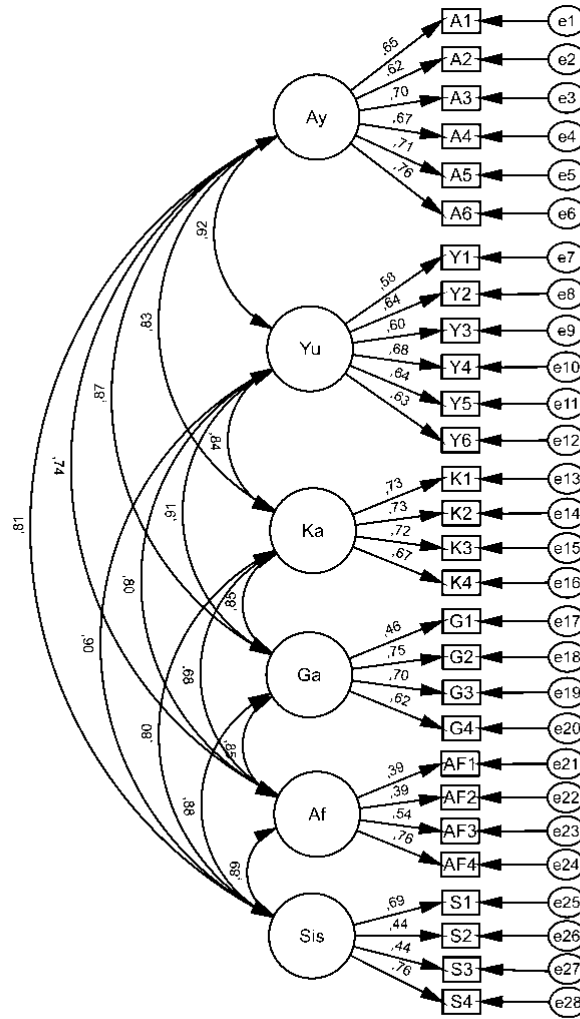 A1 e1
,65
A2 e2
,62
A3 e3
,70
Ay
A4 e4
,67
A5 e5
,71
A6 e6
,76
,92
Y1 e7
,58
Y2 e8
,64
Y3 e9
,60
Yu
Y4 e10
,68
Y5 e11
,64
Y6 e12
,63
,83
,87
,84
,74
K1 e13
,73
K2 e14
,73
Ka
K3 e15
,72
K4 e16
,67
,81
,91
,80
,85
G1 e17
,46
G2 e18
,75
Ga
G3 e19
,70
G4 e20
,62
,90
,68
,80
,85
AF1 e21
,39
AF2 e22
,39
Af
AF3 e23
,54
AF4 e24
,76
,88
,89
S1 e25
,69
S2 e26
,44
Sis
S3 e27
,44
S4 e28
,76